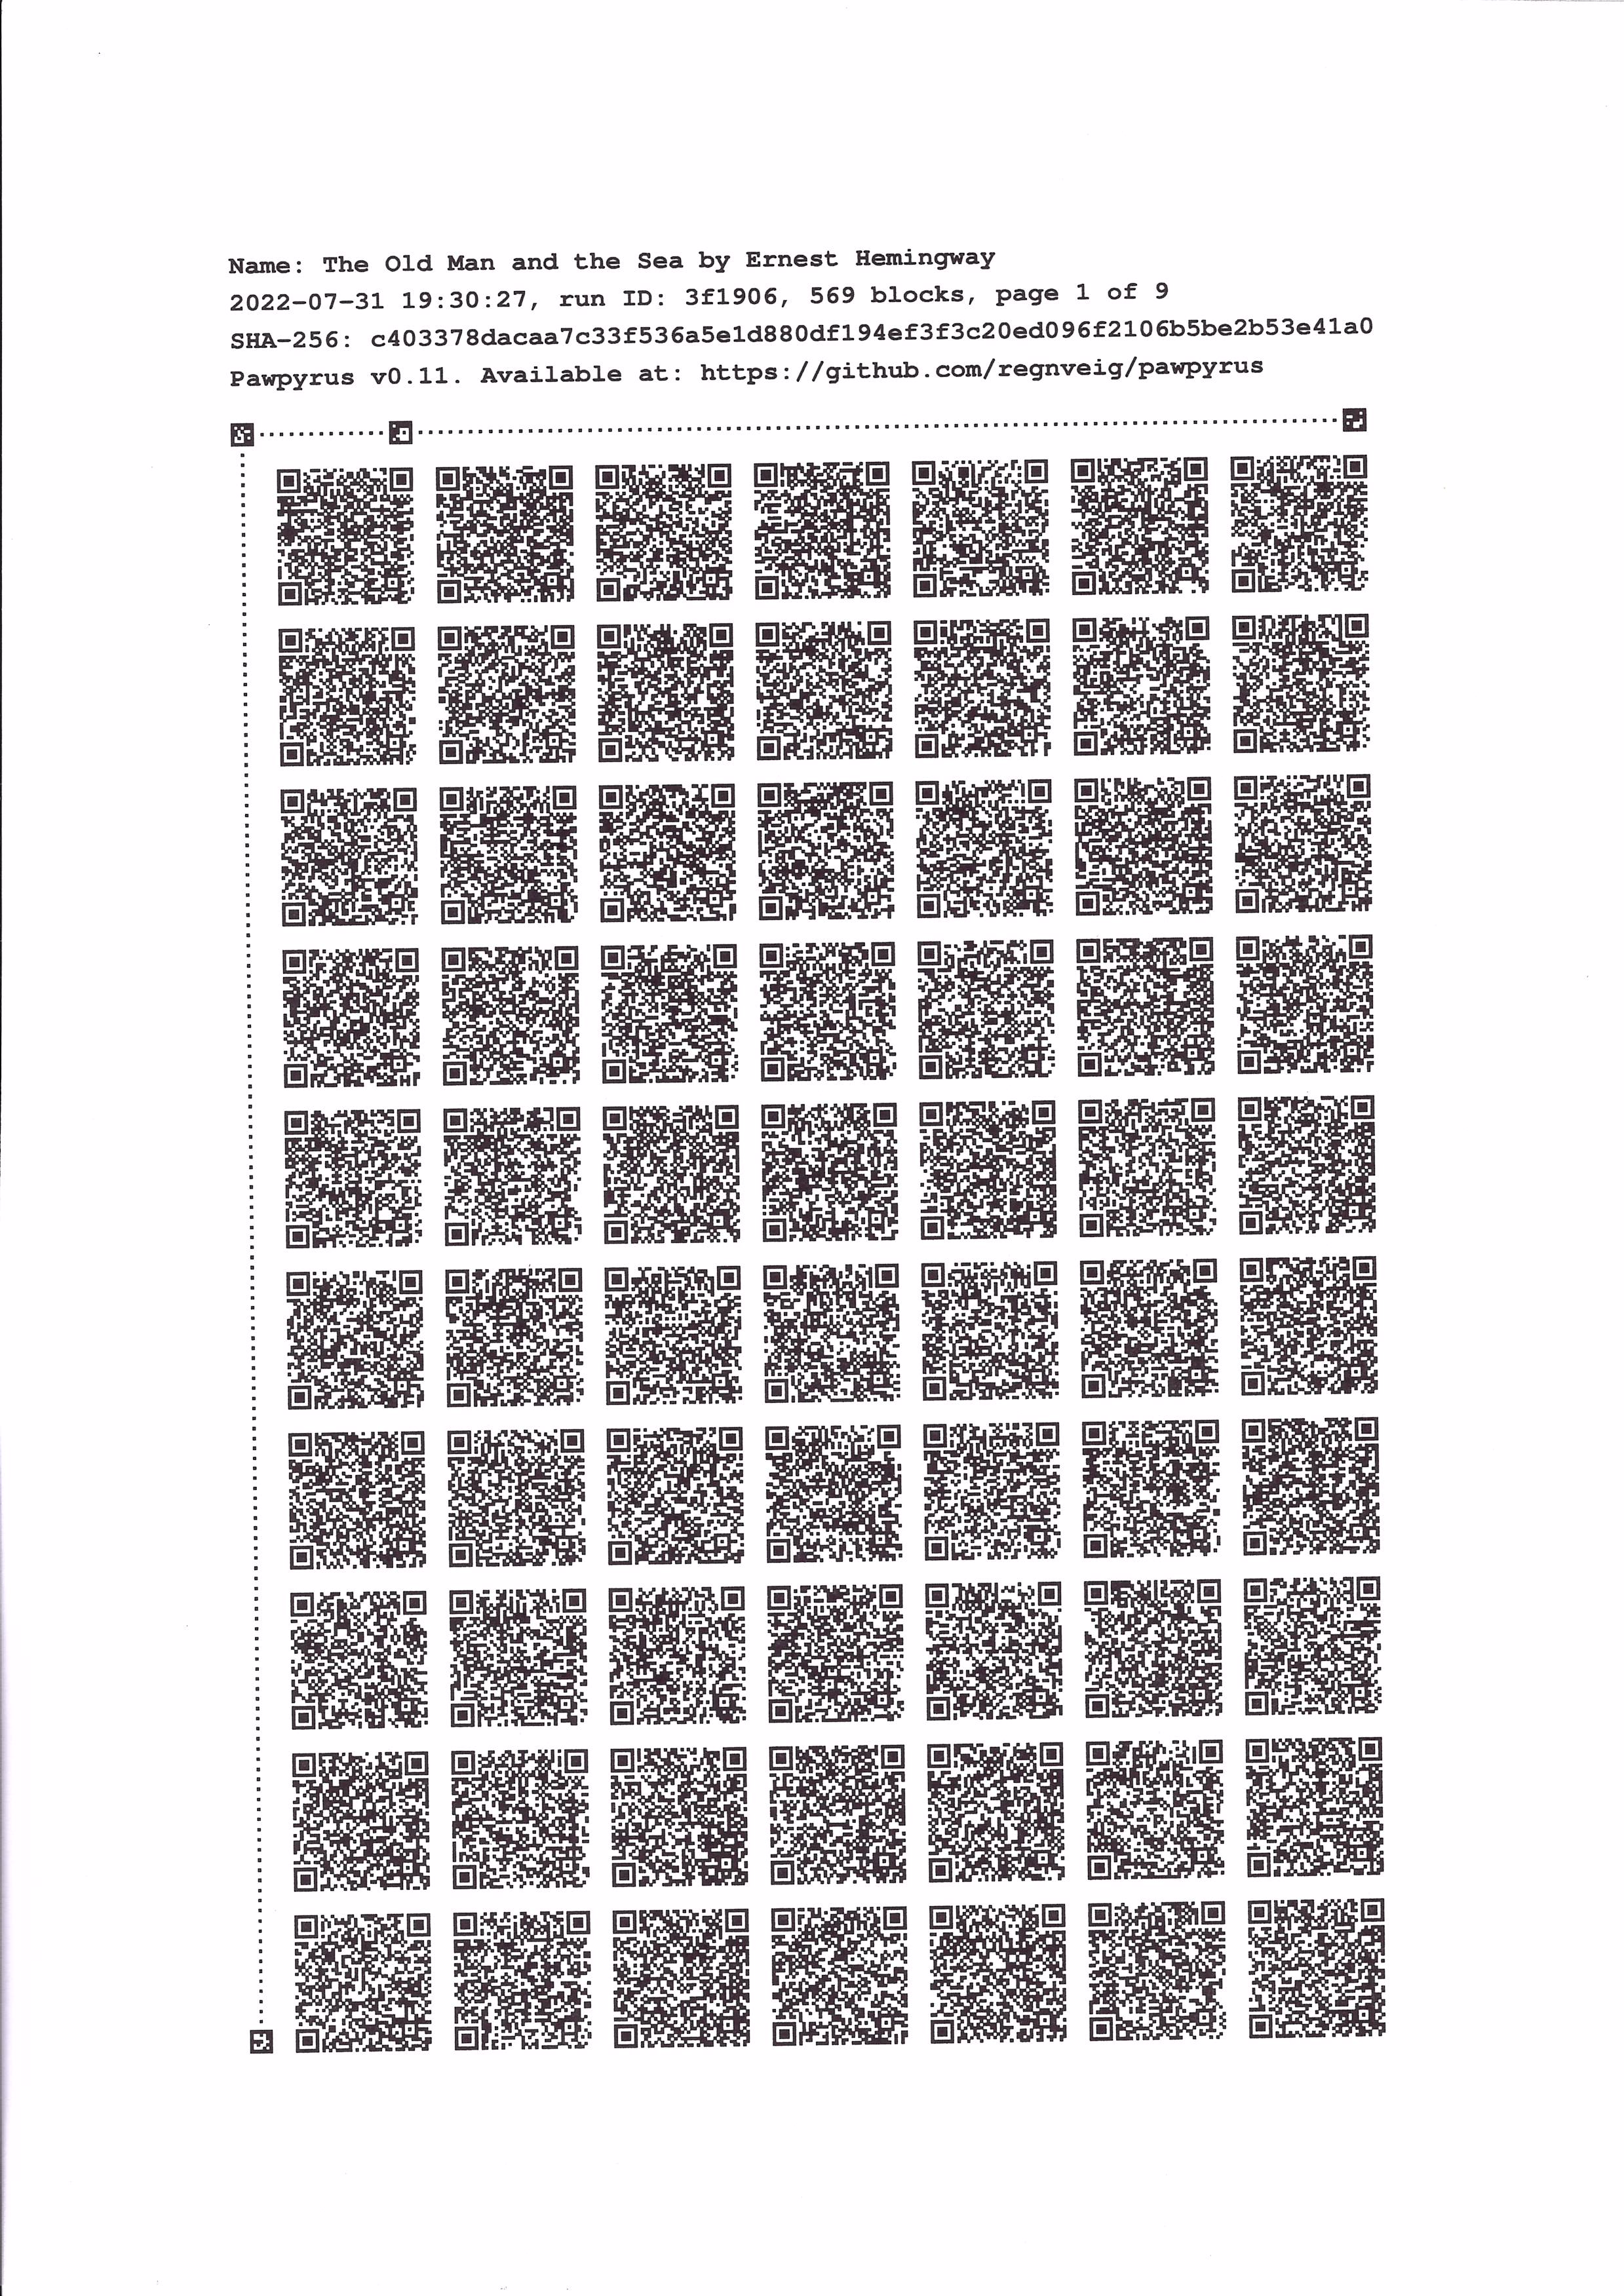 Name: The Old Man and the Sea by Ernest Hemingway
2022-07-31 19:30:27, run ID: 3f1906, 569 blocks, page 1 of 9
SHA-256: c403378dacaa7c33f536a5e1d880df194ef3f3c20ed096f2106b5be2b53e41a0
Pawpyrus v0.11. Available at: https://github.com/regnveig/pawpyrus